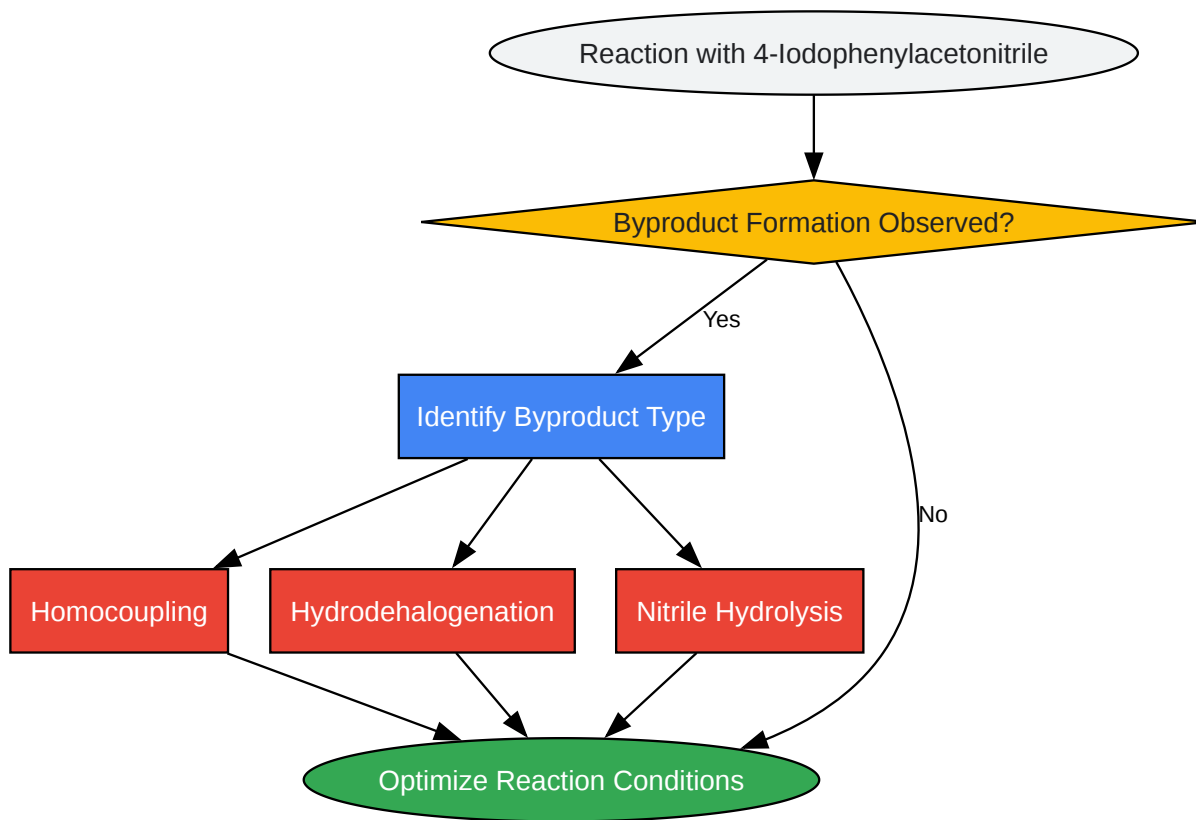 Reaction with 4-Iodophenylacetonitrile
Byproduct Formation Observed?
Yes
Identify Byproduct Type
No
Homocoupling
Hydrodehalogenation
Nitrile Hydrolysis
Optimize Reaction Conditions